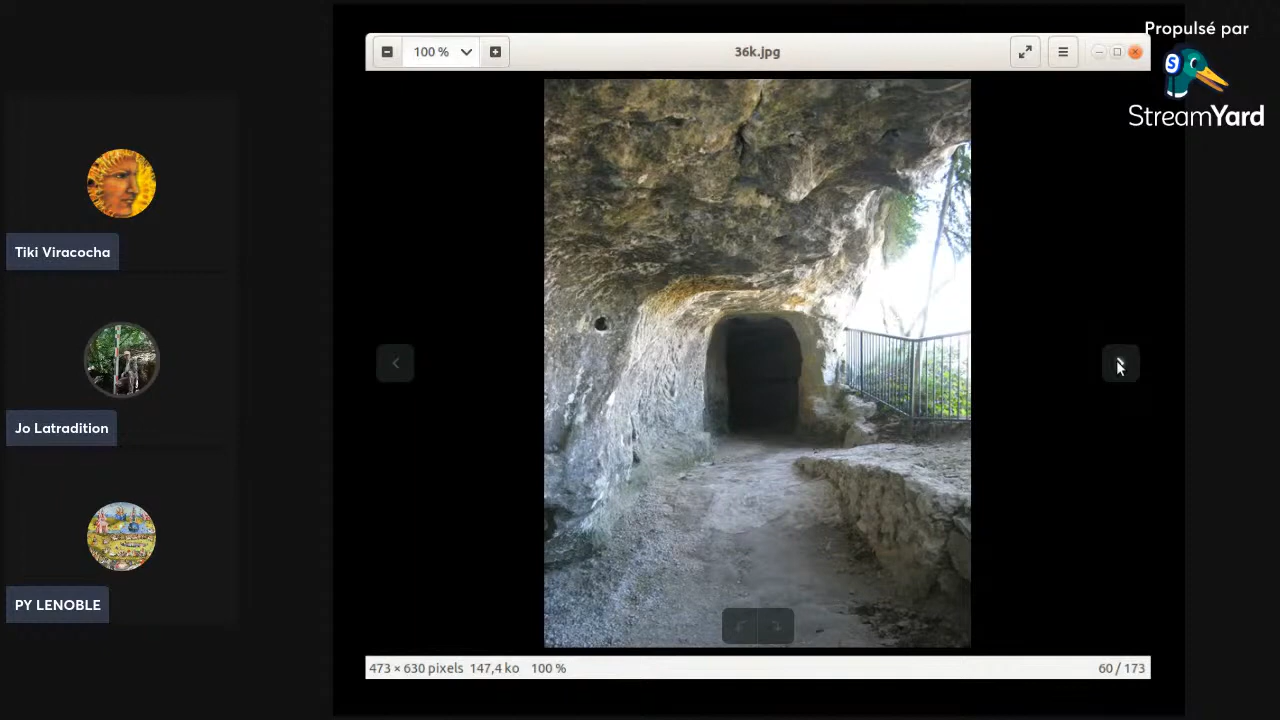 Propulsé par
StreamYard
100 %
36k.jpg
Tiki Viracocha
Jo Latradition
PY LENOBLE
473 × 630 pixels 147,4 ko 100 %
60 / 173